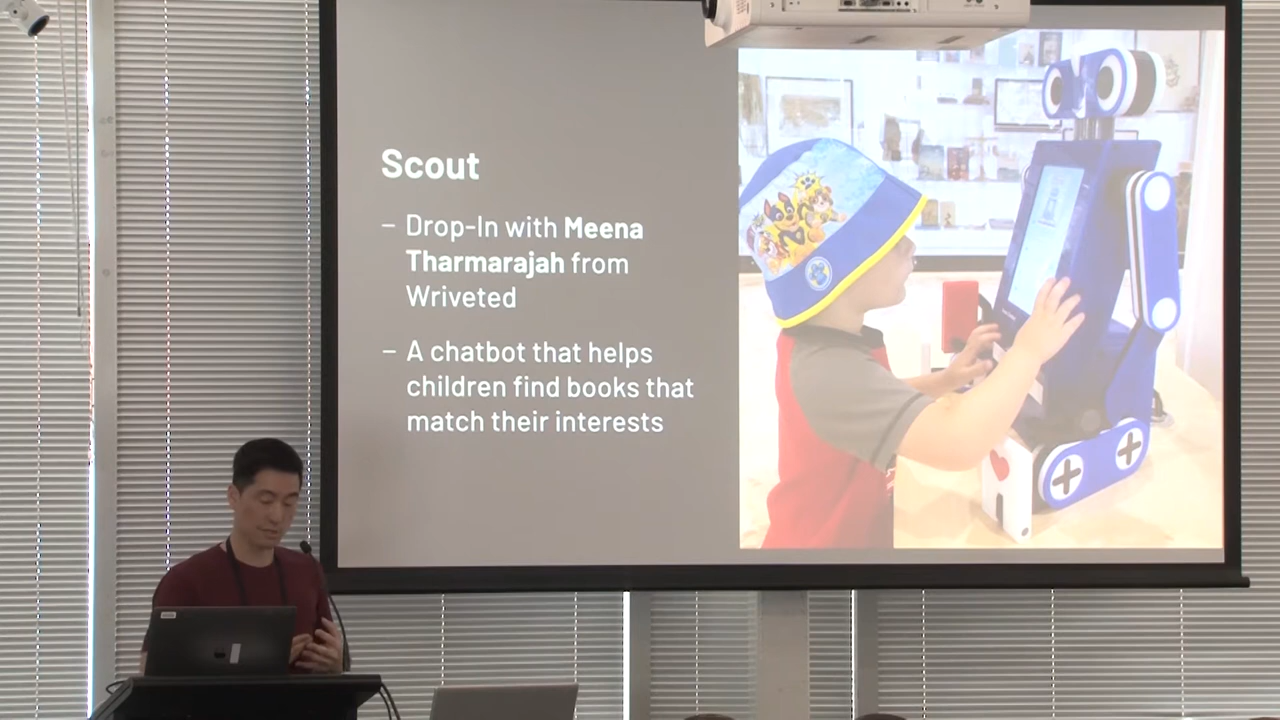 Scout
– Drop-In with Meena
Tharmarajah from
Wriveted
– A chatbot that helps
children find books that
match their interests